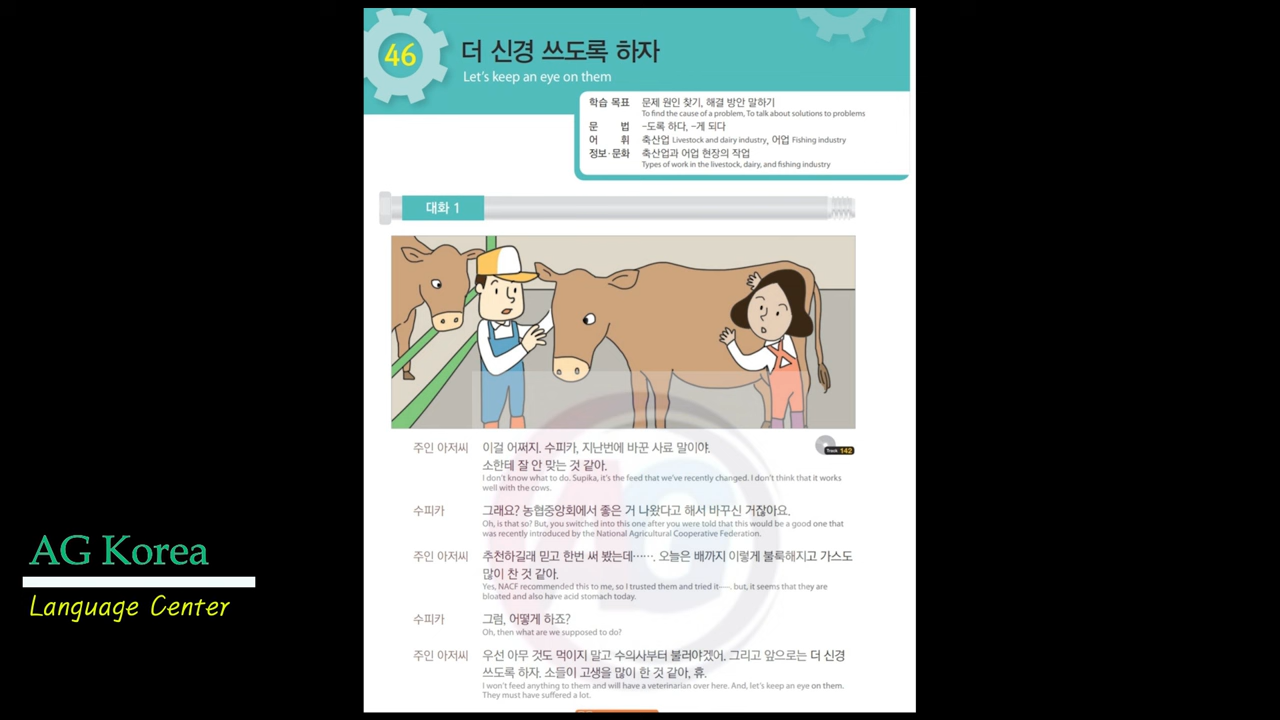 46
더 신경 쓰도록 하자
Let's keep an eye on them
학습 목표 문제 원인 찾기, 해결 방안 말하기
To find the cause of a problem, To talk about solutions to problems
문 법 -도록 하다, -게 되다
어 휘 축산업 Livestock and dairy industry, 어업 Fishing industry
정보·문화 축산업과 어업 현장의 작업
Types of work in the livestock, dairy, and fishing industry
대화 1
Track 142
주인 아저씨 이걸 어쩌지. 수피카, 지난번에 바꾼 사료 말이야.
소한테 잘 안 맞는 것 같아.
I don't know what to do. Supika, it's the feed that we've recently changed. I don't think that it works
well with the cows.
수피카 그래요? 농협중앙회에서 좋은 거 나왔다고 해서 바꾸신 거잖아요.
Oh, is that so? But, you switched into this one after you were told that this would be a good one that
was recently introduced by the National Agricultural Cooperative Federation.
주인 아저씨 추천하길래 믿고 한번 써 봤는데……. 오늘은 배까지 이렇게 불룩해지고 가스도
많이 찬 것 같아.
Yes, NACF recommended this to me, so I trusted them and tried it----. but, it seems that they are
bloated and also have acid stomach today.
수피카 그럼, 어떻게 하죠?
Oh, then what are we supposed to do?
주인 아저씨 우선 아무 것도 먹이지 말고 수의사부터 불러야겠어. 그리고 앞으로는 더 신경
쓰도록 하자. 소들이 고생을 많이 한 것 같아, 휴.
I won't feed anything to them and will have a veterinarian over here. And, let's keep an eye on them.
They must have suffered a lot.
AG Korea
Language Center